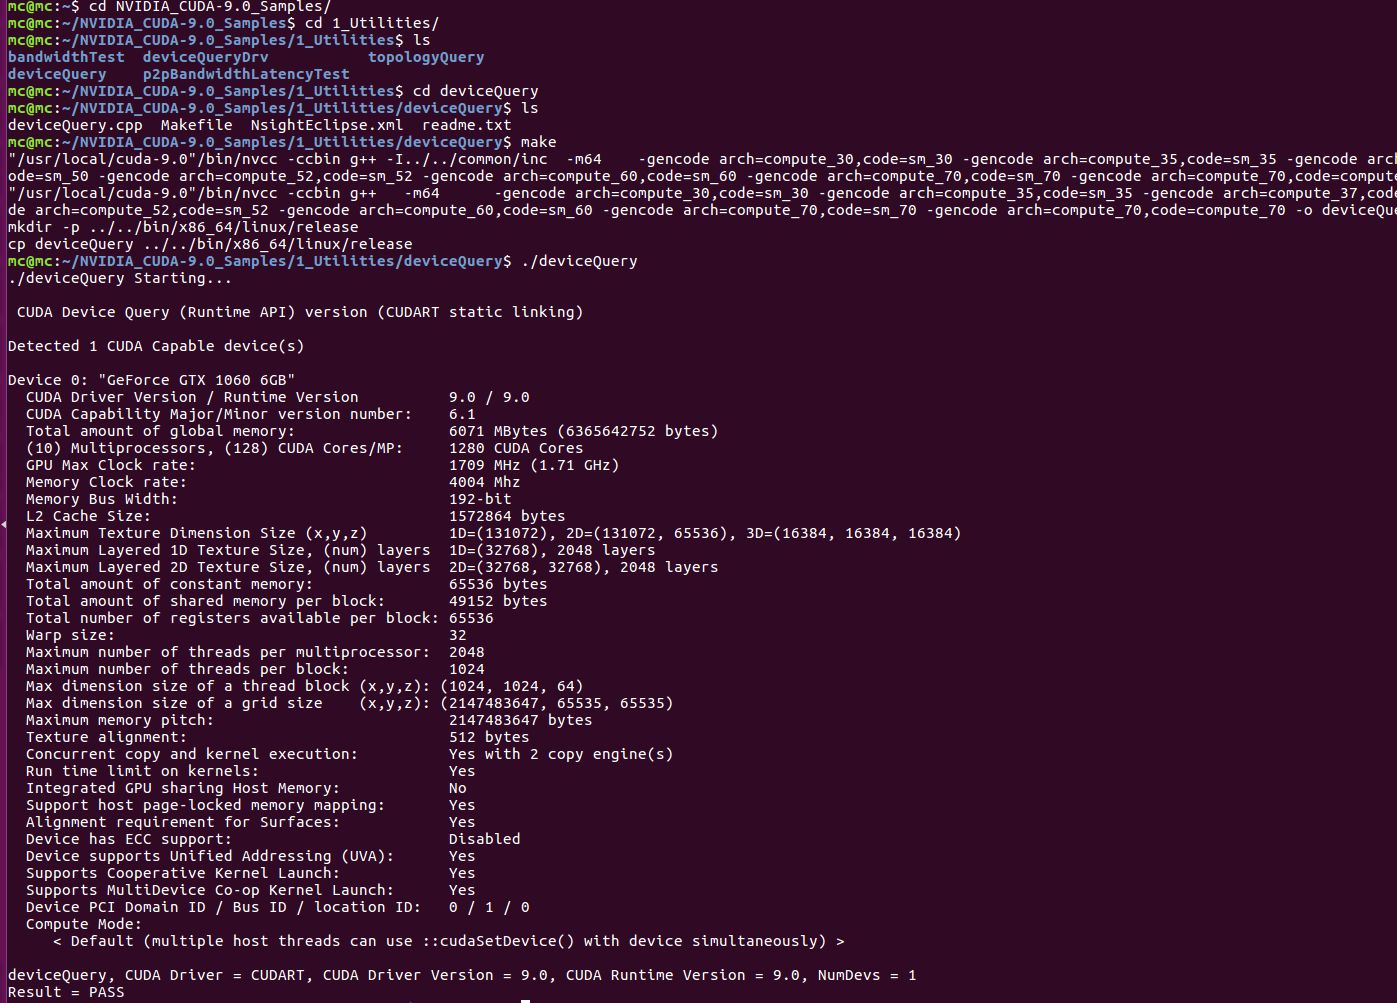 mc@mc:~$ cd NVIDIA_CUDA-9.0_Samples/
mc@mc:~/NVIDIA_CUDA-9.0_Samples$ cd 1_Utilities/
mc@mc:~/NVIDIA_CUDA-9.0_Samples/1_Utilities$ ls
bandwidthTest  deviceQueryDrv           topologyQuery
deviceQuery    p2pBandwidthLatencyTest
mc@mc:~/NVIDIA_CUDA-9.0_Samples/1_Utilities$ cd deviceQuery
mc@mc:~/NVIDIA_CUDA-9.0_Samples/1_Utilities/deviceQuery$ ls
deviceQuery.cpp  Makefile  NsightEclipse.xml  readme.txt
mc@mc:~/NVIDIA_CUDA-9.0_Samples/1_Utilities/deviceQuery$ make
"/usr/local/cuda-9.0"/bin/nvcc -ccbin g++ -I../../common/inc  -m64    -gencode arch=compute_30,code=sm_30 -gencode arch=compute_35,code=sm_35 -gencode arch
ode=sm_50 -gencode arch=compute_52,code=sm_52 -gencode arch=compute_60,code=sm_60 -gencode arch=compute_70,code=sm_70 -gencode arch=compute_70,code=compute
"/usr/local/cuda-9.0"/bin/nvcc -ccbin g++   -m64      -gencode arch=compute_30,code=sm_30 -gencode arch=compute_35,code=sm_35 -gencode arch=compute_37,code
de arch=compute_52,code=sm_52 -gencode arch=compute_60,code=sm_60 -gencode arch=compute_70,code=sm_70 -gencode arch=compute_70,code=compute_70 -o deviceQue
mkdir -p ../../bin/x86_64/linux/release
cp deviceQuery ../../bin/x86_64/linux/release
mc@mc:~/NVIDIA_CUDA-9.0_Samples/1_Utilities/deviceQuery$ ./deviceQuery
./deviceQuery Starting...

 CUDA Device Query (Runtime API) version (CUDART static linking)

Detected 1 CUDA Capable device(s)

Device 0: "GeForce GTX 1060 6GB"
  CUDA Driver Version / Runtime Version          9.0 / 9.0
  CUDA Capability Major/Minor version number:    6.1
  Total amount of global memory:                 6071 MBytes (6365642752 bytes)
  (10) Multiprocessors, (128) CUDA Cores/MP:     1280 CUDA Cores
  GPU Max Clock rate:                            1709 MHz (1.71 GHz)
  Memory Clock rate:                             4004 Mhz
  Memory Bus Width:                              192-bit
  L2 Cache Size:                                 1572864 bytes
  Maximum Texture Dimension Size (x,y,z)         1D=(131072), 2D=(131072, 65536), 3D=(16384, 16384, 16384)
  Maximum Layered 1D Texture Size, (num) layers  1D=(32768), 2048 layers
  Maximum Layered 2D Texture Size, (num) layers  2D=(32768, 32768), 2048 layers
  Total amount of constant memory:               65536 bytes
  Total amount of shared memory per block:       49152 bytes
  Total number of registers available per block: 65536
  Warp size:                                     32
  Maximum number of threads per multiprocessor:  2048
  Maximum number of threads per block:           1024
  Max dimension size of a thread block (x,y,z): (1024, 1024, 64)
  Max dimension size of a grid size    (x,y,z): (2147483647, 65535, 65535)
  Maximum memory pitch:                          2147483647 bytes
  Texture alignment:                             512 bytes
  Concurrent copy and kernel execution:          Yes with 2 copy engine(s)
  Run time limit on kernels:                     Yes
  Integrated GPU sharing Host Memory:            No
  Support host page-locked memory mapping:       Yes
  Alignment requirement for Surfaces:            Yes
  Device has ECC support:                        Disabled
  Device supports Unified Addressing (UVA):      Yes
  Supports Cooperative Kernel Launch:            Yes
  Supports MultiDevice Co-op Kernel Launch:      Yes
  Device PCI Domain ID / Bus ID / location ID:   0 / 1 / 0
  Compute Mode:
     < Default (multiple host threads can use ::cudaSetDevice() with device simultaneously) >

deviceQuery, CUDA Driver = CUDART, CUDA Driver Version = 9.0, CUDA Runtime Version = 9.0, NumDevs = 1
Result = PASS